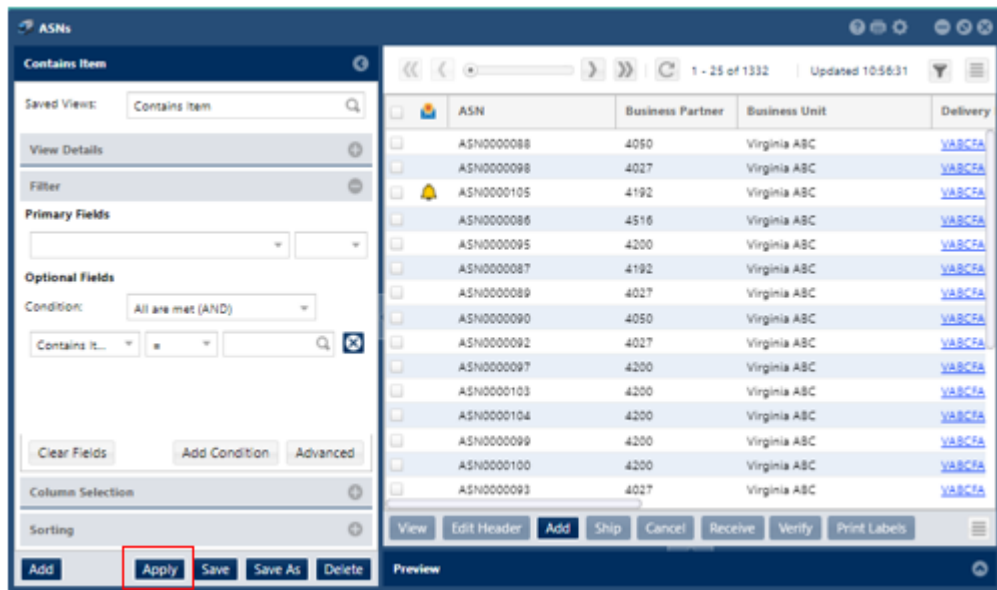 ASNs
Contains Item
Saved Views: Contains Item
View Details
Filter
Primary Fields
Optional Fields
Condition: All are met (AND)
Contains It... =
Clear Fields Add Condition Advanced
Column Selection
Sorting
Add Apply Save Save As Delete
1 - 25 of 1332 Updated 10:56:31
ASN Business Partner Business Unit Delivery
ASN0000088 4050 Virginia ABC VABCFA
ASN0000098 4027 Virginia ABC VABCFA
ASN0000105 4192 Virginia ABC VABCFA
ASN0000086 4516 Virginia ABC VABCFA
ASN0000095 4200 Virginia ABC VABCFA
ASN0000087 4192 Virginia ABC VABCFA
ASN0000089 4027 Virginia ABC VABCFA
ASN0000090 4050 Virginia ABC VABCFA
ASN0000092 4027 Virginia ABC VABCFA
ASN0000097 4200 Virginia ABC VABCFA
ASN0000103 4200 Virginia ABC VABCFA
ASN0000104 4200 Virginia ABC VABCFA
ASN0000099 4200 Virginia ABC VABCFA
ASN0000100 4200 Virginia ABC VABCFA
ASN0000093 4027 Virginia ABC VABCFA
View Edit Header Add Ship Cancel Receive Verify Print Labels
Preview